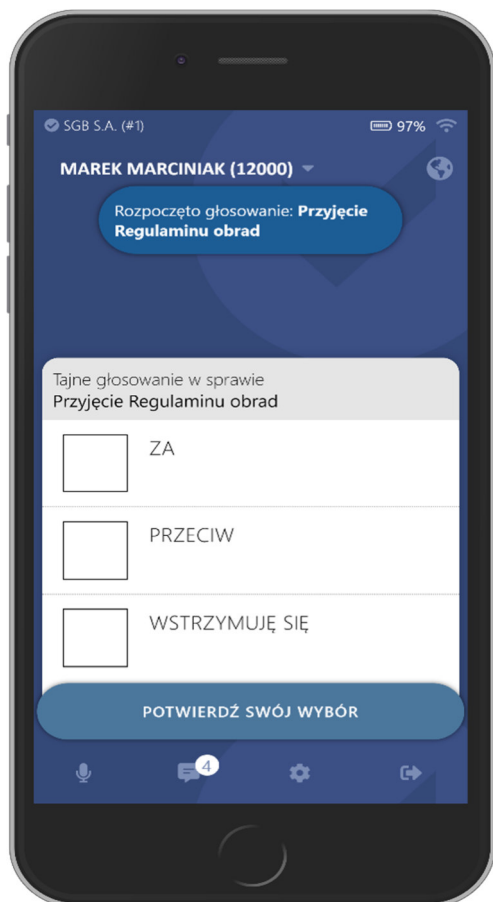 SGB S.A. (#1)
97%
MAREK MARCINIAK (12000)
Rozpoczęto głosowanie: Przyjęcie
Regulaminu obrad
Tajne głosowanie w sprawie
Przyjęcie Regulaminu obrad
ZA
PRZECIW
WSTRZYMUJĘ SIĘ
POTWIERDŹ SWÓJ WYBÓR
4